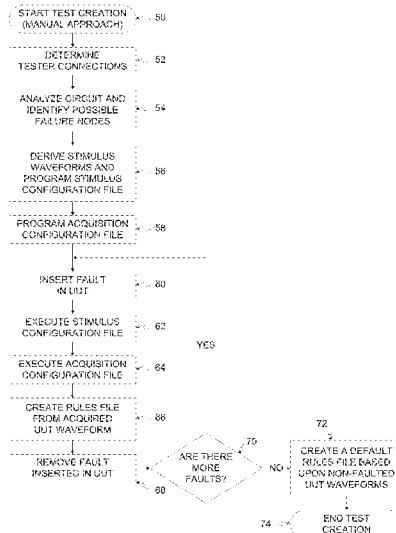 START TEST CREATION
(MANUAL APPROACH)
50
DETERMINE
TESTER CONNECTIONS
52
ANALYZE CIRCUIT AND
IDENTIFY POSSIBLE
FAILURE NODES
54
DERIVE STIMULUS
WAVEFORMS AND
PROGRAM STIMULUS
CONFIGURATION FILE
56
PROGRAM ACQUISITION
CONFIGURATION FILE
58
INSERT FAULT
IN UUT
60
EXECUTE STIMULUS
CONFIGURATION FILE
62
YES
EXECUTE ACQUISITION
CONFIGURATION FILE
64
CREATE RULES FILE
FROM ACQUIRED
UUT WAVEFORM
66
REMOVE FAULT
INSERTED IN UUT
68
70
ARE THERE
MORE
FAULTS?
NO
72
CREATE A DEFAULT
RULES FILE BASED
UPON NON-FAULTED
UUT WAVEFORMS
74
END TEST
CREATION